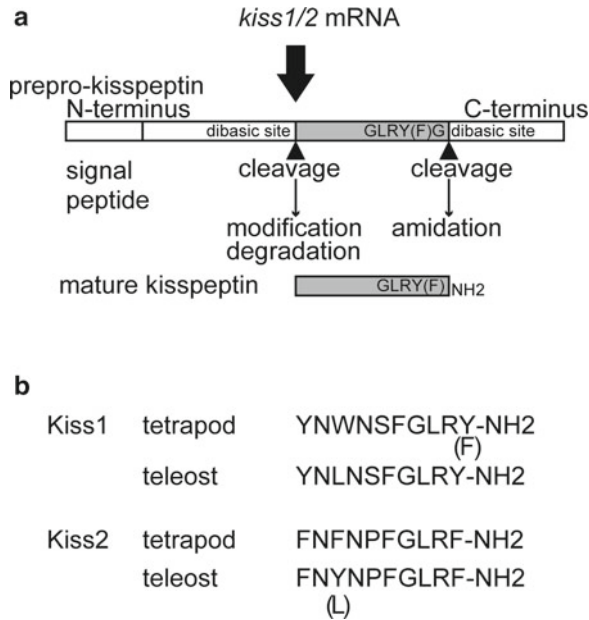 a
kiss1/2 mRNA
prepro-kisspeptin
N-terminus C-terminus
dibasic site GLRY(F)G dibasic site
signal peptide cleavage cleavage
modification degradation amidation
mature kisspeptin GLRY(F) NH2
b
Kiss1 tetrapod YNWNSFGLRY-NH2
(F)
teleost YNLNSFGLRY-NH2
Kiss2 tetrapod FNFNPFGLRF-NH2
teleost FNYNPFGLRF-NH2
(L)